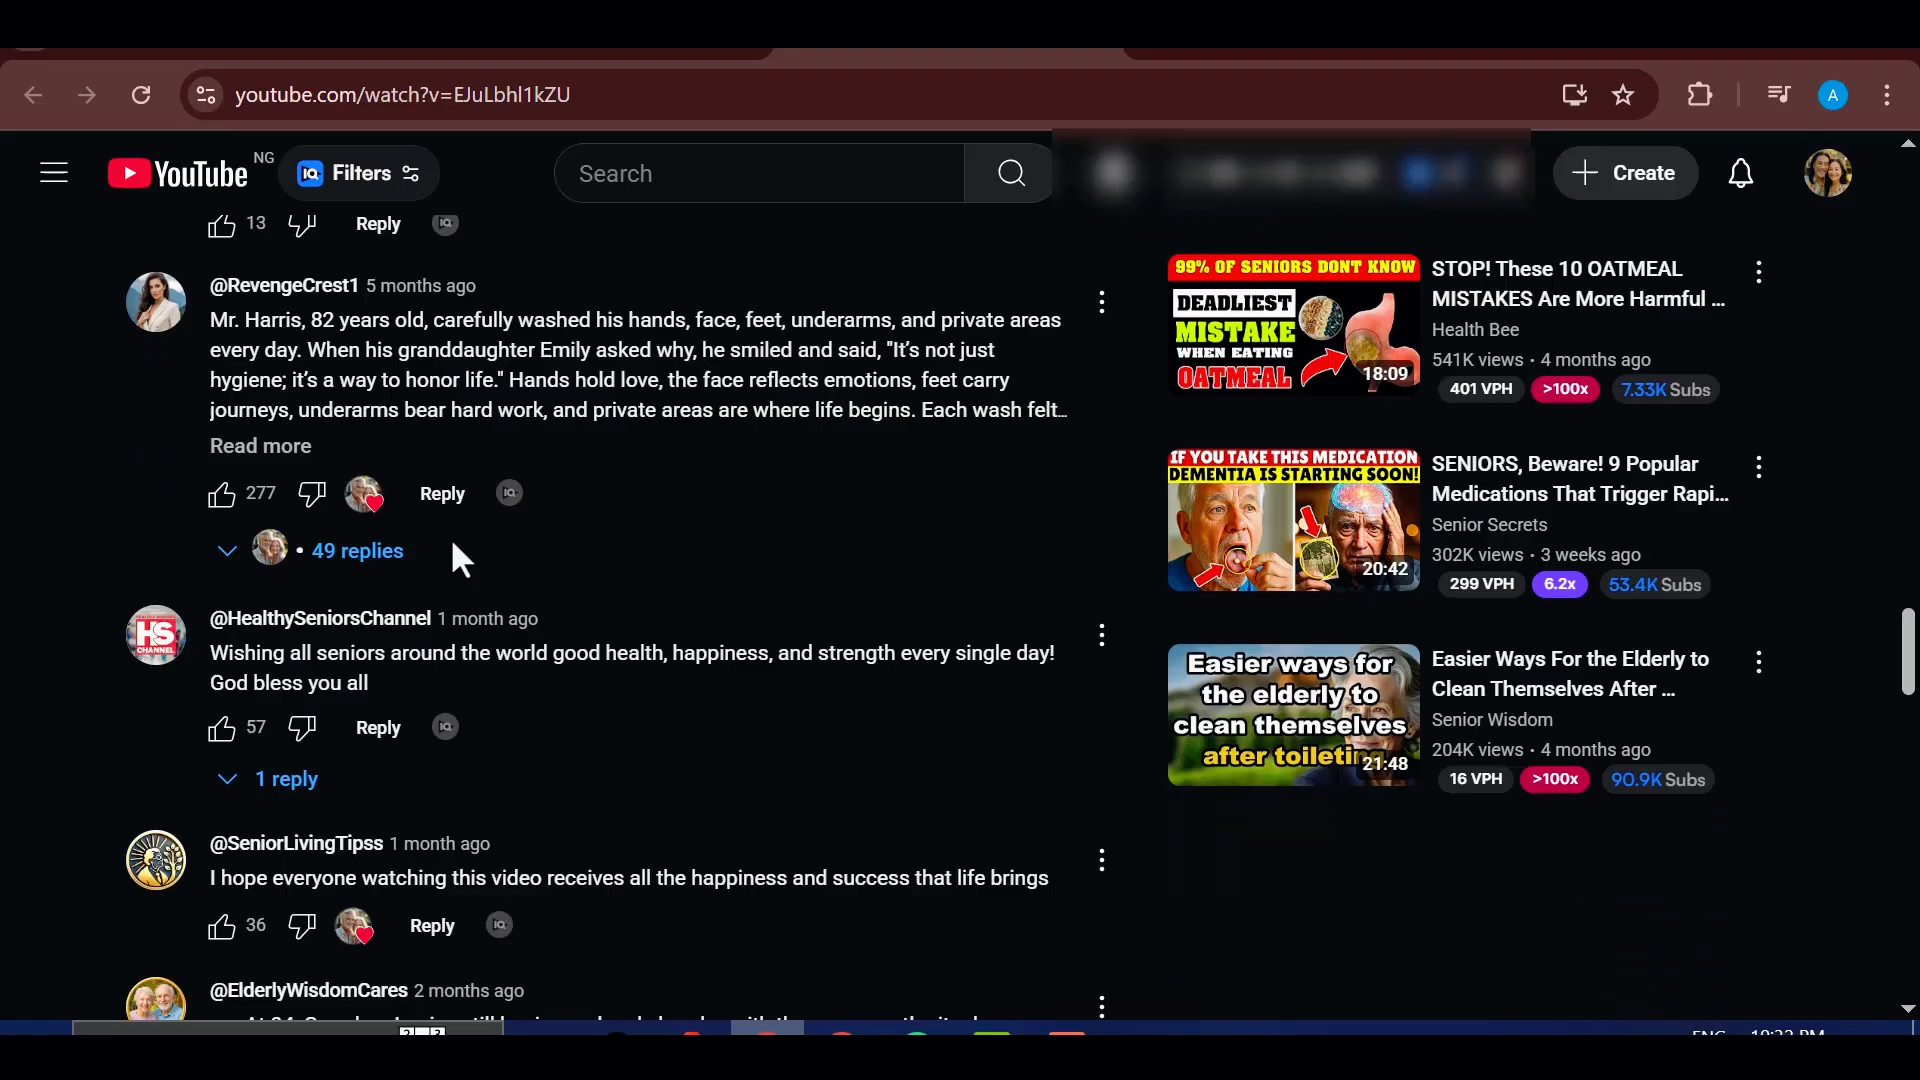 youtube.com/watch?v=EJuLbhl1kZU
A
YouTube NG
iQ Filters
Search
Create
13 Reply iQ
@RevengeCrest1 5 months ago
Mr. Harris, 82 years old, carefully washed his hands, face, feet, underarms, and private areas
every day. When his granddaughter Emily asked why, he smiled and said, "It’s not just
hygiene; it’s a way to honor life." Hands hold love, the face reflects emotions, feet carry
journeys, underarms bear hard work, and private areas are where life begins. Each wash felt...
Read more
277 Reply iQ
• 49 replies
HS
CHANNEL
@HealthySeniorsChannel 1 month ago
Wishing all seniors around the world good health, happiness, and strength every single day!
God bless you all
57 Reply iQ
1 reply
@SeniorLivingTipss 1 month ago
I hope everyone watching this video receives all the happiness and success that life brings
36 Reply iQ
@ElderlyWisdomCares 2 months ago
99% OF SENIORS DONT KNOW
DEADLIEST
MISTAKE
WHEN EATING
OATMEAL
18:09
STOP! These 10 OATMEAL
MISTAKES Are More Harmful ...
Health Bee
541K views • 4 months ago
401 VPH >100x 7.33K Subs
IF YOU TAKE THIS MEDICATION
DEMENTIA IS STARTING SOON!
20:42
SENIORS, Beware! 9 Popular
Medications That Trigger Rapi...
Senior Secrets
302K views • 3 weeks ago
299 VPH 6.2x 53.4K Subs
Easier ways for
the elderly to
clean themselves
after toileting
21:48
Easier Ways For the Elderly to
Clean Themselves After ...
Senior Wisdom
204K views • 4 months ago
16 VPH >100x 90.9K Subs